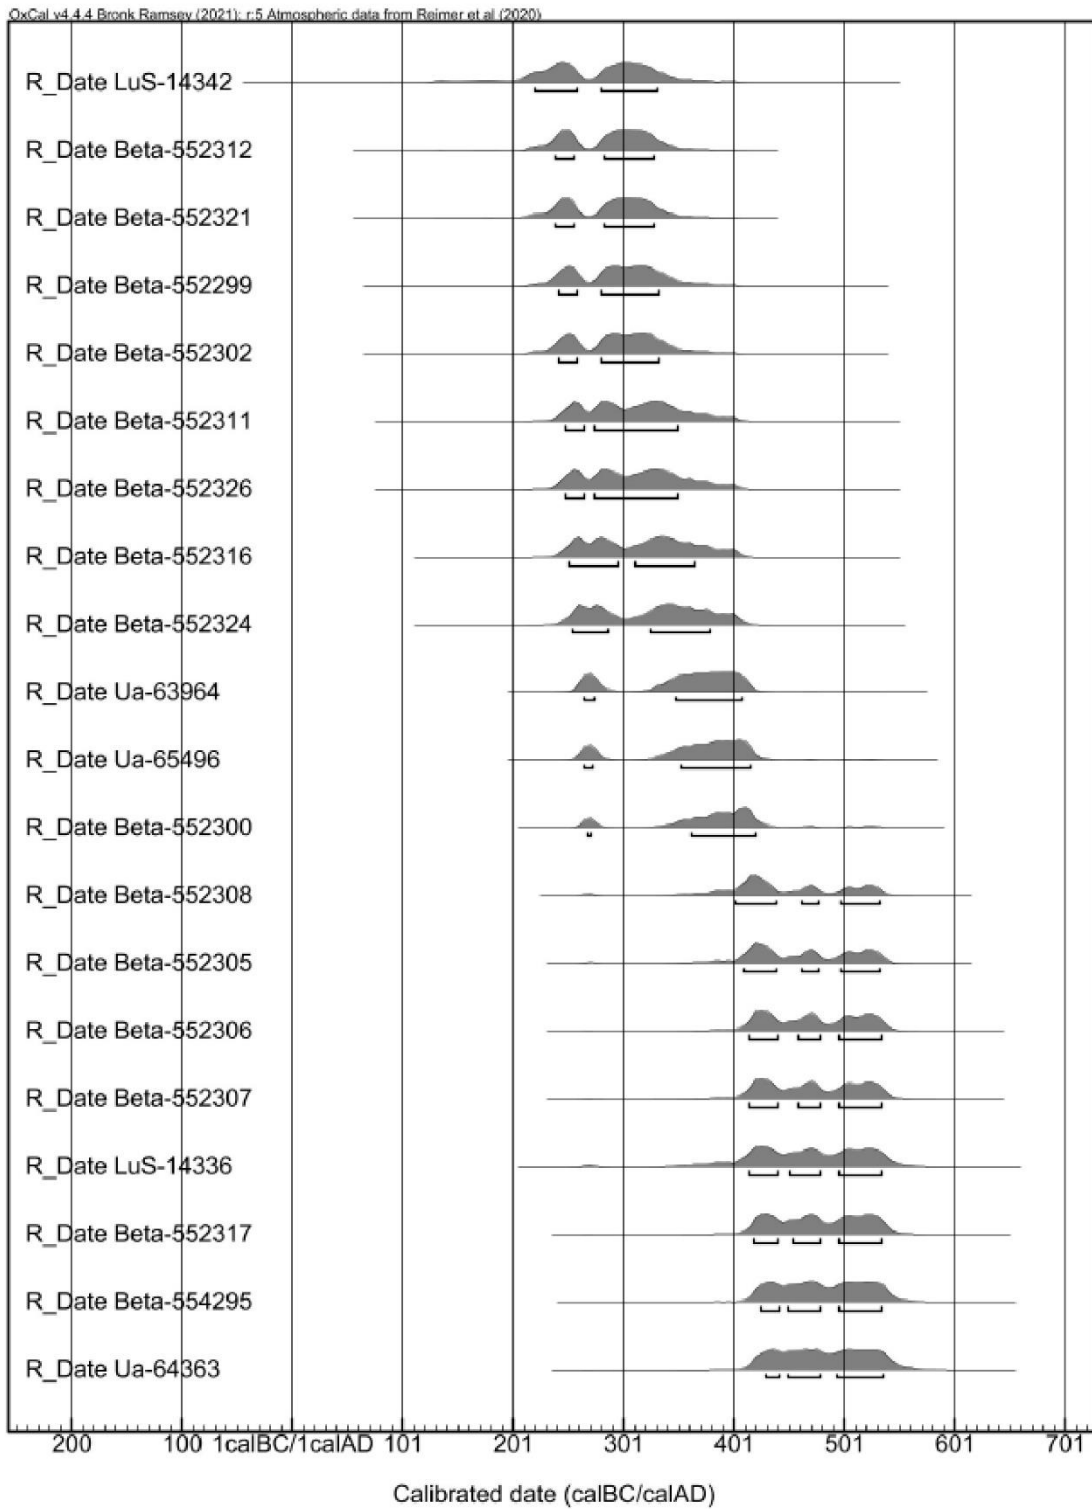 OxCal v4.4.4 Bronk Ramsey (2021); r:5 Atmospheric data from Reimer et al (2020)
R_Date LuS-14342
R_Date Beta-552312
R_Date Beta-552321
R_Date Beta-552299
R_Date Beta-552302
R_Date Beta-552311
R_Date Beta-552326
R_Date Beta-552316
R_Date Beta-552324
R_Date Ua-63964
R_Date Ua-65496
R_Date Beta-552300
R_Date Beta-552308
R_Date Beta-552305
R_Date Beta-552306
R_Date Beta-552307
R_Date LuS-14336
R_Date Beta-552317
R_Date Beta-554295
R_Date Ua-64363
200 100 1calBC/1calAD 101 201 301 401 501 601 701
Calibrated date (calBC/calAD)